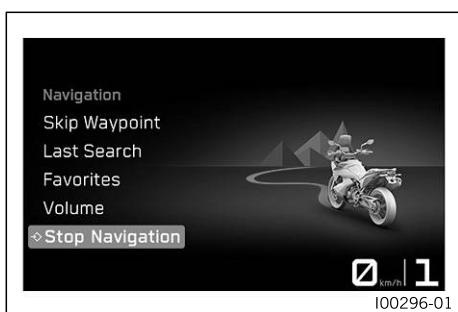 Navigation
Skip Waypoint
Last Search
Favorites
Volume
Stop Navigation
0 km/h 1
I00296-01